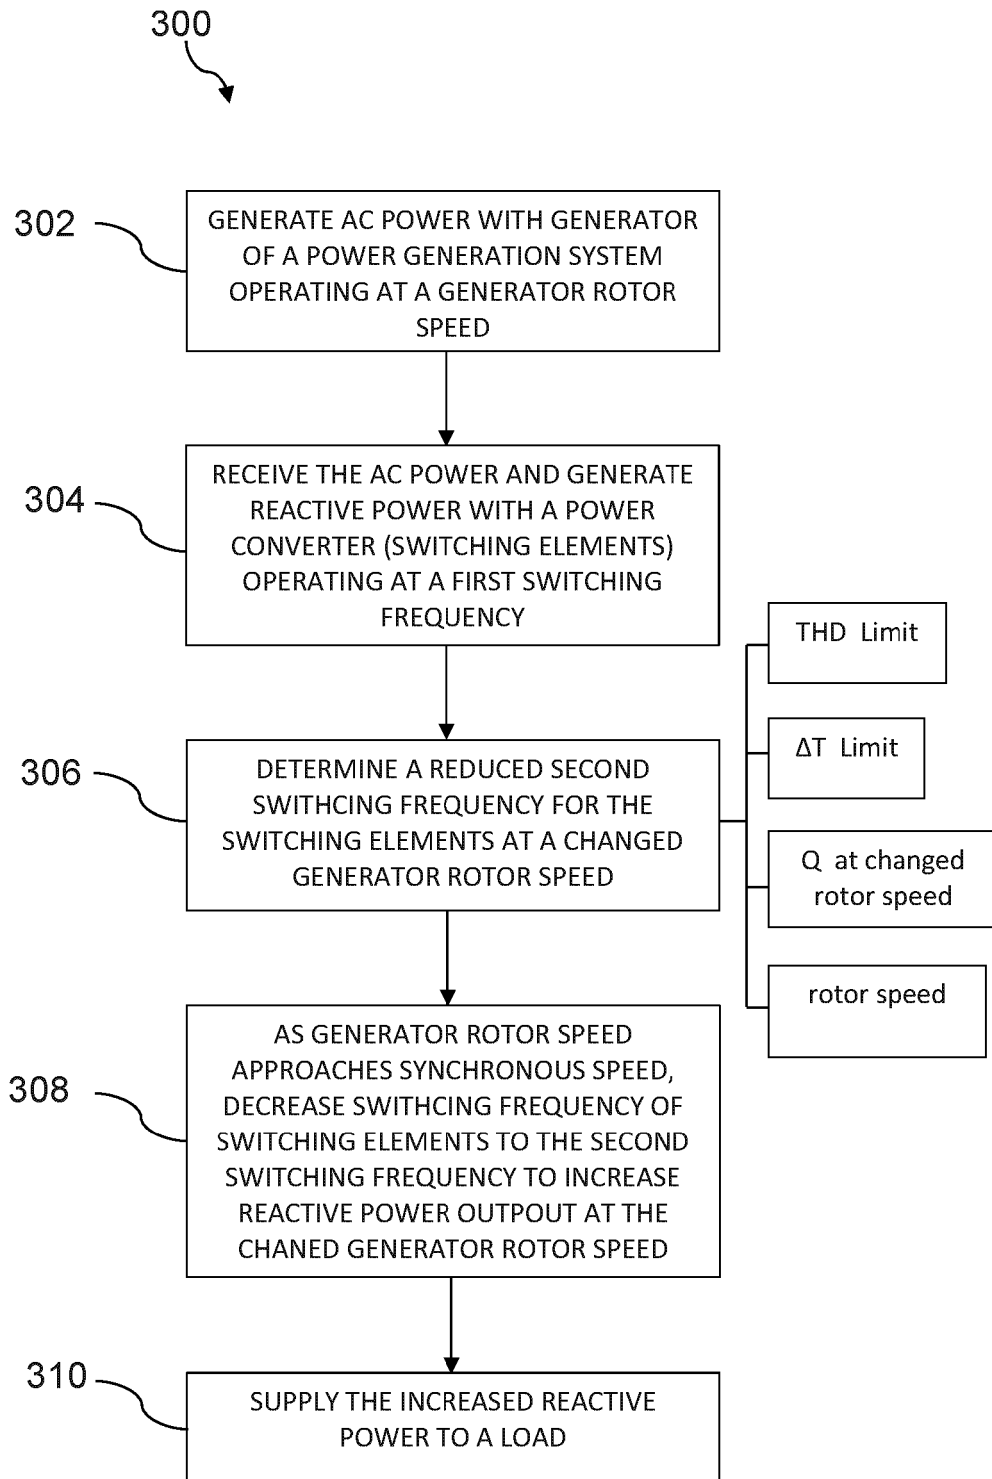 300
302
GENERATE AC POWER WITH GENERATOR
OF A POWER GENERATION SYSTEM
OPERATING AT A GENERATOR ROTOR
SPEED
304
RECEIVE THE AC POWER AND GENERATE
REACTIVE POWER WITH A POWER
CONVERTER (SWITCHING ELEMENTS)
OPERATING AT A FIRST SWITCHING
FREQUENCY
306
DETERMINE A REDUCED SECOND
SWITHCING FREQUENCY FOR THE
SWITCHING ELEMENTS AT A CHANGED
GENERATOR ROTOR SPEED
THD Limit
ΔT Limit
Q at changed
rotor speed
rotor speed
308
AS GENERATOR ROTOR SPEED
APPROACHES SYNCHRONOUS SPEED,
DECREASE SWITHCING FREQUENCY OF
SWITCHING ELEMENTS TO THE SECOND
SWITCHING FREQUENCY TO INCREASE
REACTIVE POWER OUTPOUT AT THE
CHANED GENERATOR ROTOR SPEED
310
SUPPLY THE INCREASED REACTIVE
POWER TO A LOAD